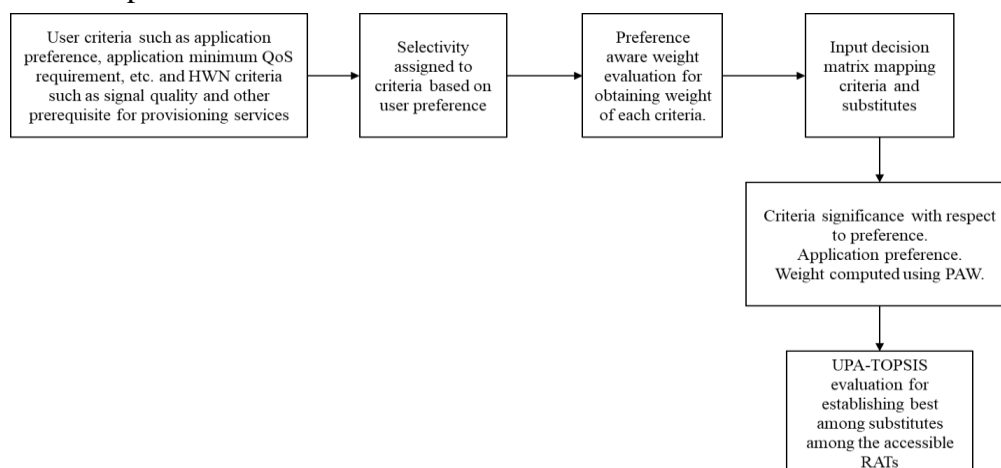 User criteria such as application
preference, application minimum QoS
requirement, etc. and HWN criteria
such as signal quality and other
prerequisite for provisioning services
Selectivity
assigned to
criteria based on
user preference
Preference
aware weight
evaluation for
obtaining weight
of each criteria.
Input decision
matrix mapping
criteria and
substitutes
Criteria significance with respect
to preference.
Application preference.
Weight computed using PAW.
UPA-TOPSIS
evaluation for
establishing best
among substitutes
among the accessible
RATs